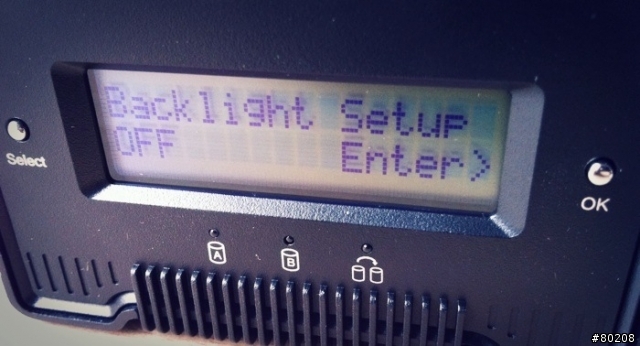 Backlight Setup
OFF Enter>
Select
OK
A
B
#80208